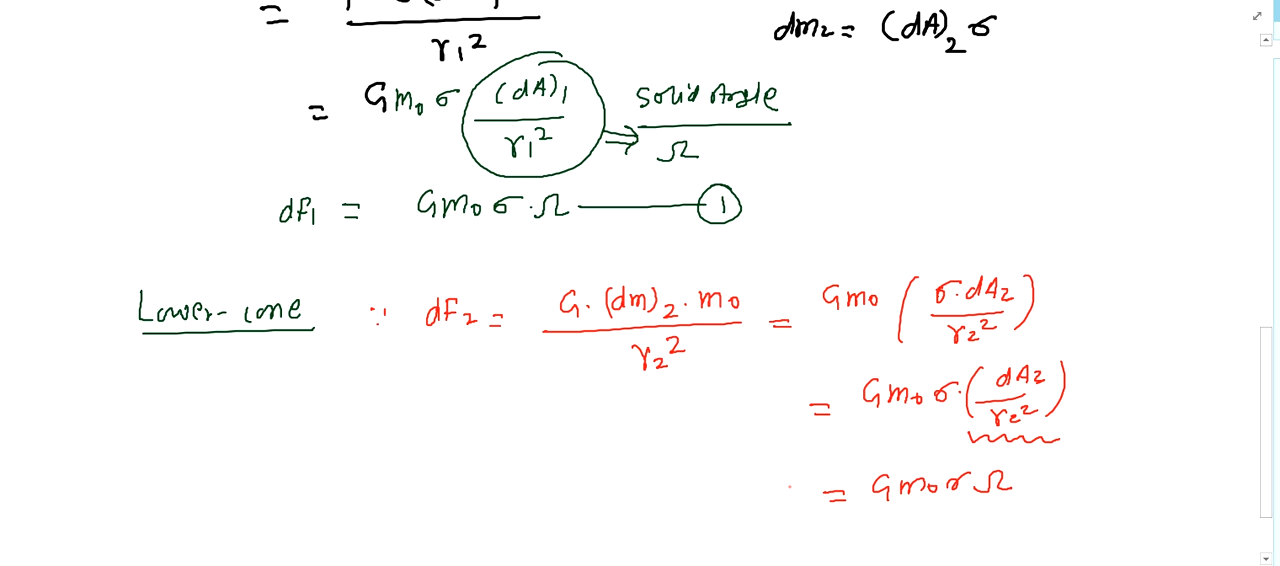 = ―― / r₁²
dm₂ = (dA)₂ σ
= Gm₀ σ (dA)₁ / r₁² ⇒ Solid Angle / Ω
dF₁ = Gm₀ σ · Ω —— ①
Lower-cone ∵ dF₂ = G · (dm)₂ · m₀ / r₂² = Gm₀ ( σ · dA₂ / r₂² )
= Gm₀ σ · ( dA₂ / r₂² )
= Gm₀ σ Ω